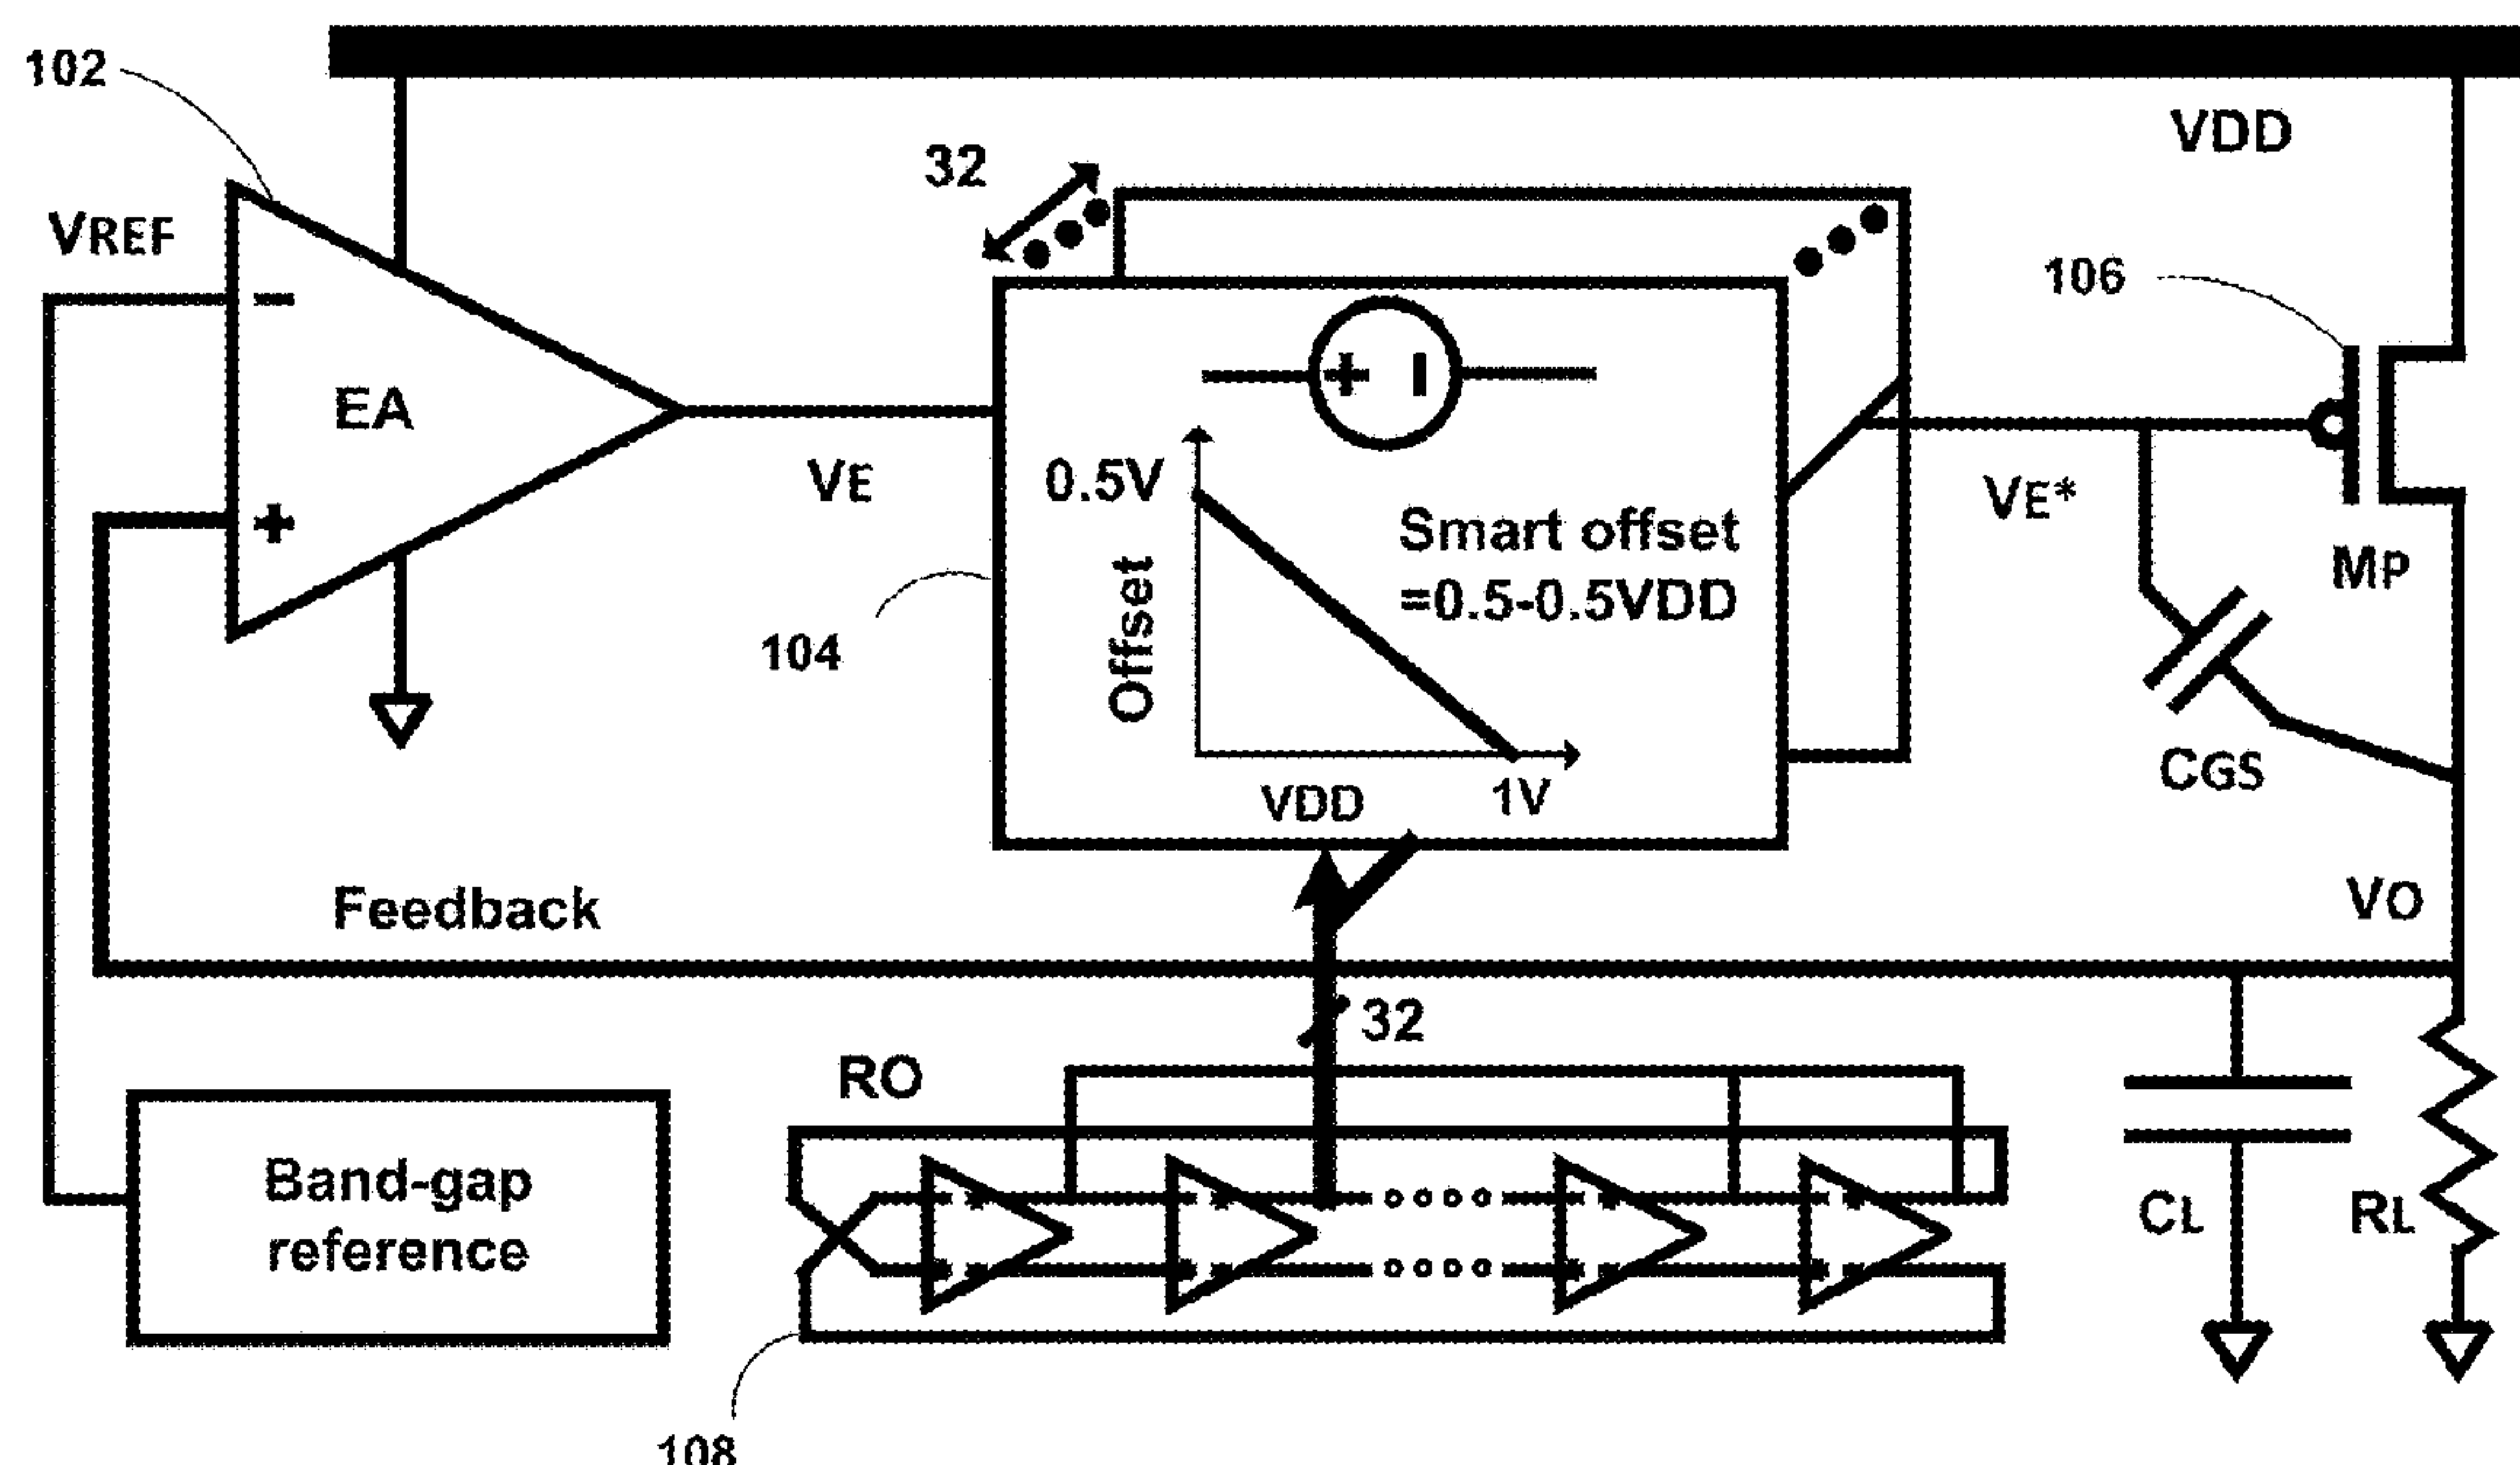 102
VDD
32
VREF
106
-
EA
+
+ -
VE
0.5V
Smart offset
=0.5-0.5VDD
Offset
VE*
MP
104
CGS
VDD
1V
Feedback
VO
32
RO
Band-gap
reference
CL
RL
108